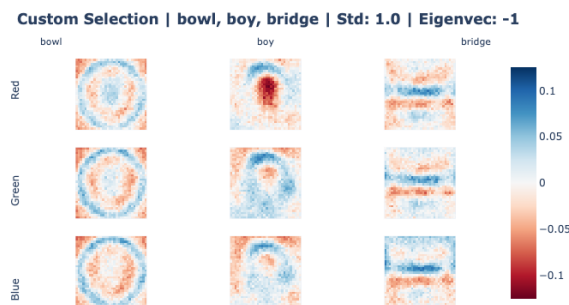 Custom Selection | bowl, boy, bridge | Std: 1.0 | Eigenvec: -1
bowl boy bridge
Red
Green
Blue
0.1
0.05
0
−0.05
−0.1